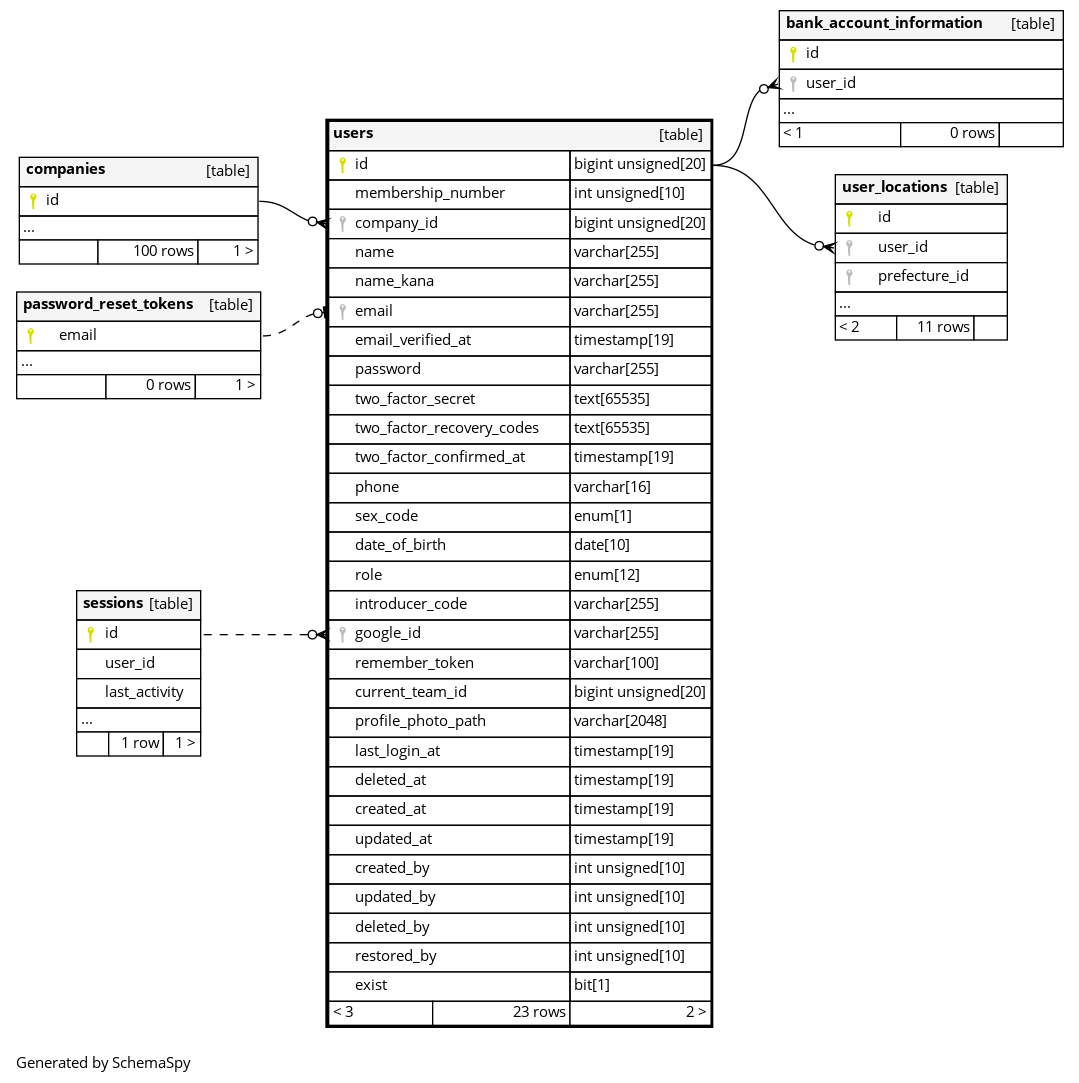 bank_account_information [table]
id
user_id
...
< 1 0 rows
users [table]
id bigint unsigned[20]
membership_number int unsigned[10]
company_id bigint unsigned[20]
name varchar[255]
name_kana varchar[255]
email varchar[255]
email_verified_at timestamp[19]
password varchar[255]
two_factor_secret text[65535]
two_factor_recovery_codes text[65535]
two_factor_confirmed_at timestamp[19]
phone varchar[16]
sex_code enum[1]
date_of_birth date[10]
role enum[12]
introducer_code varchar[255]
google_id varchar[255]
remember_token varchar[100]
current_team_id bigint unsigned[20]
profile_photo_path varchar[2048]
last_login_at timestamp[19]
deleted_at timestamp[19]
created_at timestamp[19]
updated_at timestamp[19]
created_by int unsigned[10]
updated_by int unsigned[10]
deleted_by int unsigned[10]
restored_by int unsigned[10]
exist bit[1]
< 3 23 rows 2 >
companies [table]
id
...
100 rows 1 >
user_locations [table]
id
user_id
prefecture_id
...
< 2 11 rows
password_reset_tokens [table]
email
...
0 rows 1 >
sessions [table]
id
user_id
last_activity
...
1 row 1 >
Generated by SchemaSpy